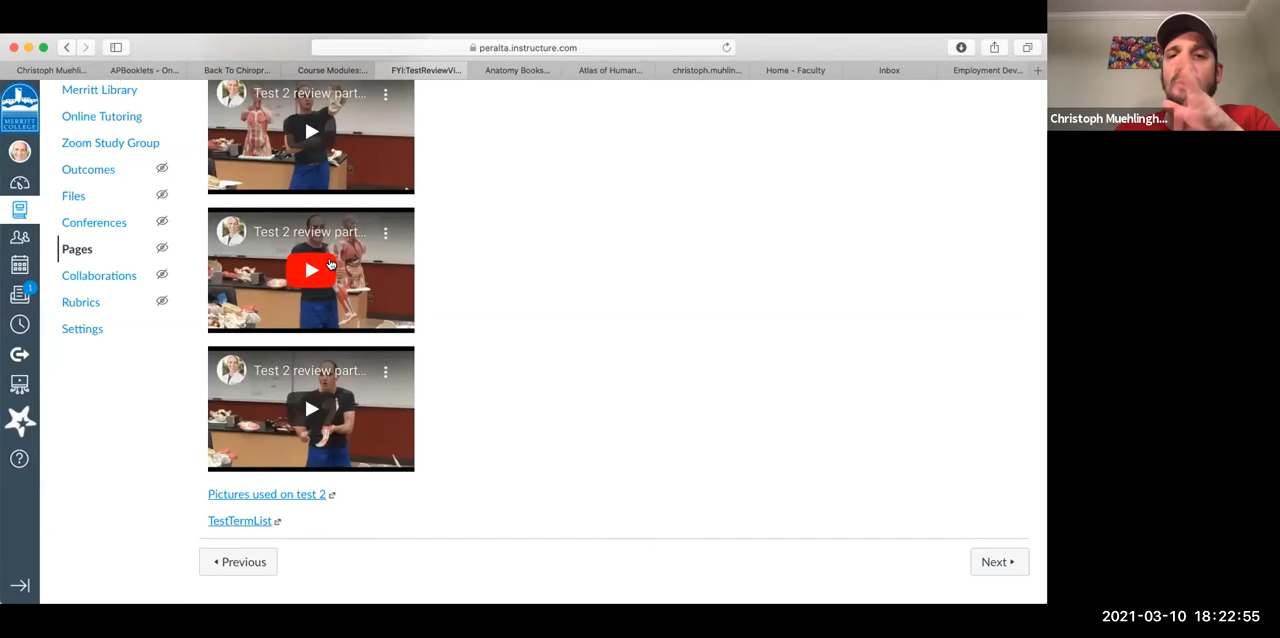 peralta.instructure.com
Christoph Muehli...
APBooklets - On...
Back To Chiropr...
Course Modules:...
FYI:TestReviewVi...
Anatomy Books...
Atlas of Human...
christoph.muhlin...
Home - Faculty
Inbox
Employment Dev...
MERRITT COLLEGE
1
Merritt Library
Online Tutoring
Zoom Study Group
Outcomes
Files
Conferences
Pages
Collaborations
Rubrics
Settings
Test 2 review part...
Test 2 review part...
Test 2 review part...
Pictures used on test 2
TestTermList
Previous
Next
Christoph Muehlingh...
2021-03-10 18:22:55